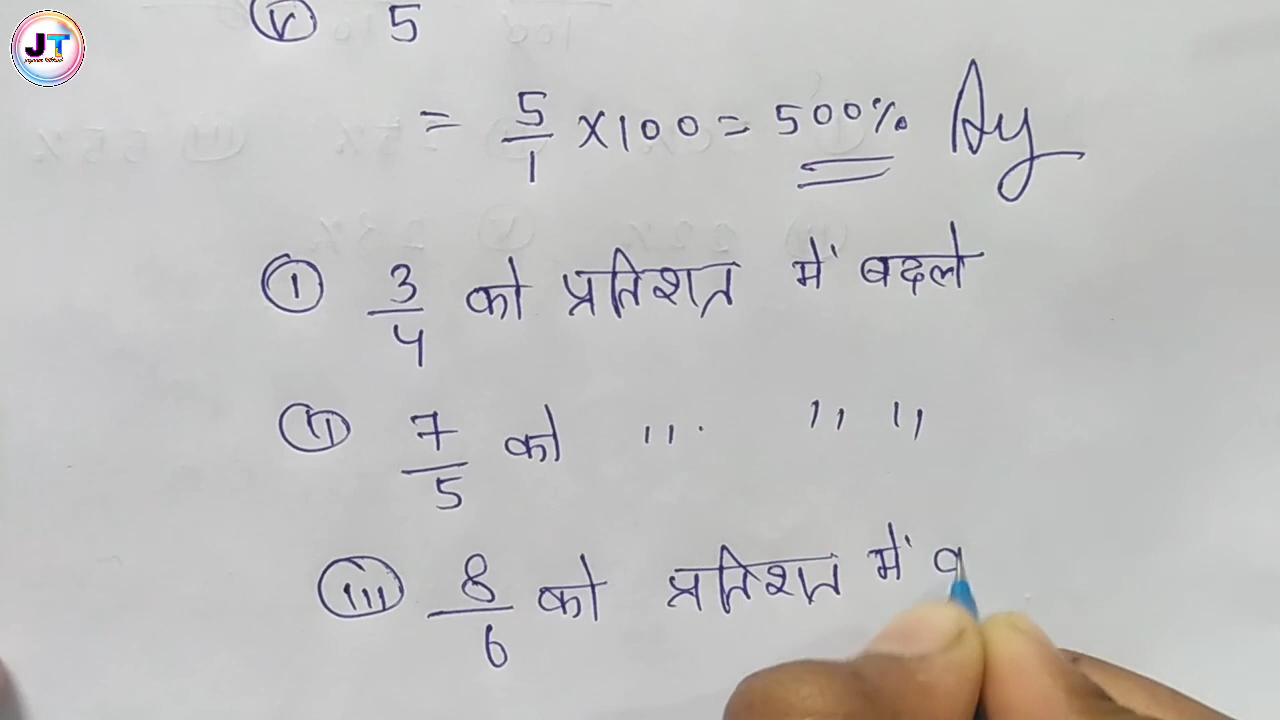 JT
(v) 5
= 5/1 × 100 = 500% Ay
(i) 3/4 को प्रतिशत में बदले
(ii) 7/5 को ,,. ,, ,,
(iii) 8/6 को प्रतिशत में